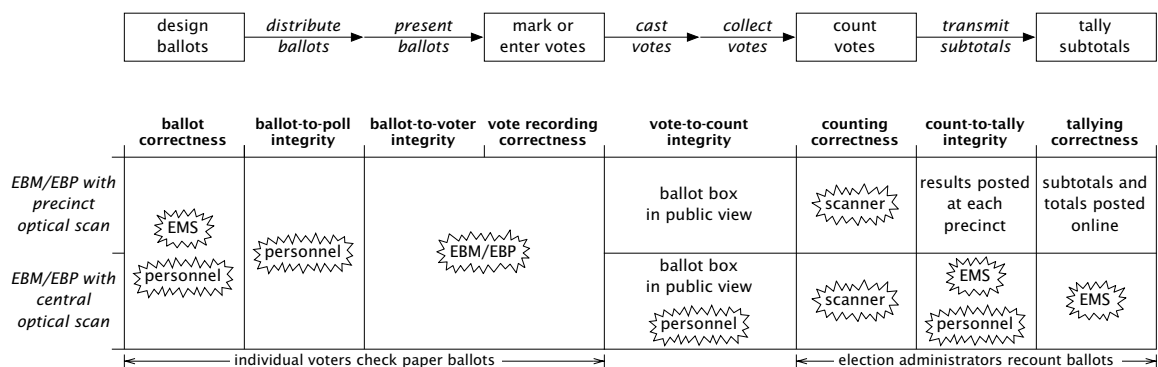 design ballots
distribute ballots
present ballots
mark or enter votes
cast votes
collect votes
count votes
transmit subtotals
tally subtotals
ballot correctness
ballot-to-poll integrity
ballot-to-voter integrity
vote recording correctness
vote-to-count integrity
counting correctness
count-to-tally integrity
tallying correctness
EBM/EBP with
precinct
optical scan
EMS
personnel
personnel
EBM/EBP
ballot box
in public view
scanner
results posted
at each
precinct
subtotals and
totals posted
online
EBM/EBP with
central
optical scan
ballot box
in public view
personnel
scanner
EMS
personnel
EMS
individual voters check paper ballots
election administrators recount ballots